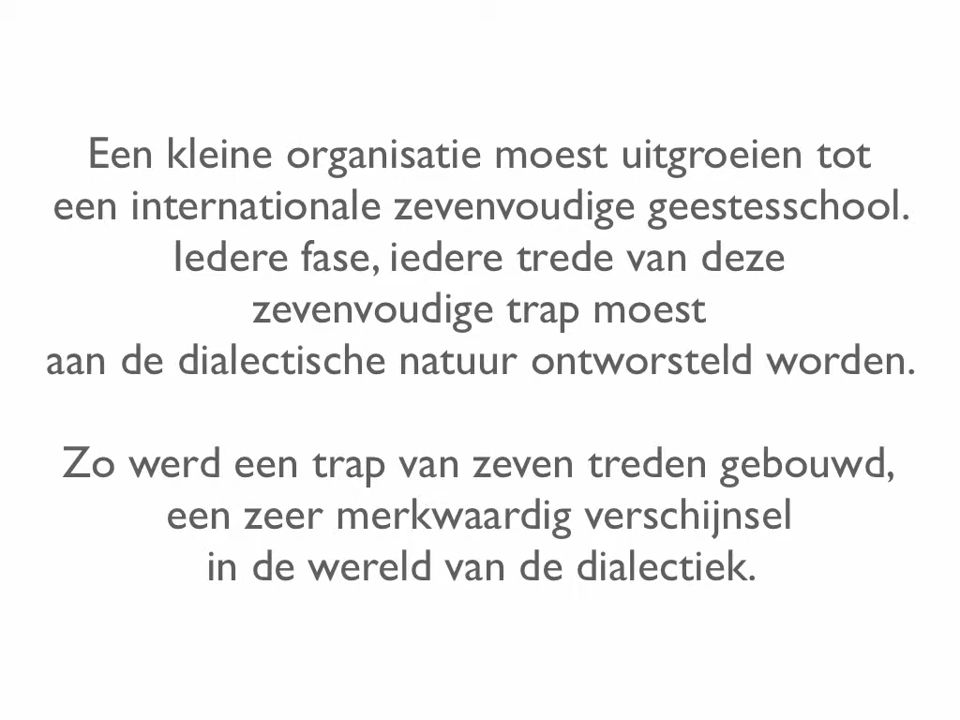 Een kleine organisatie moest uitgroeien tot
een internationale zevenvoudige geestesschool.
Iedere fase, iedere trede van deze
zevenvoudige trap moest
aan de dialectische natuur ontworsteld worden.
Zo werd een trap van zeven treden gebouwd,
een zeer merkwaardig verschijnsel
in de wereld van de dialectiek.